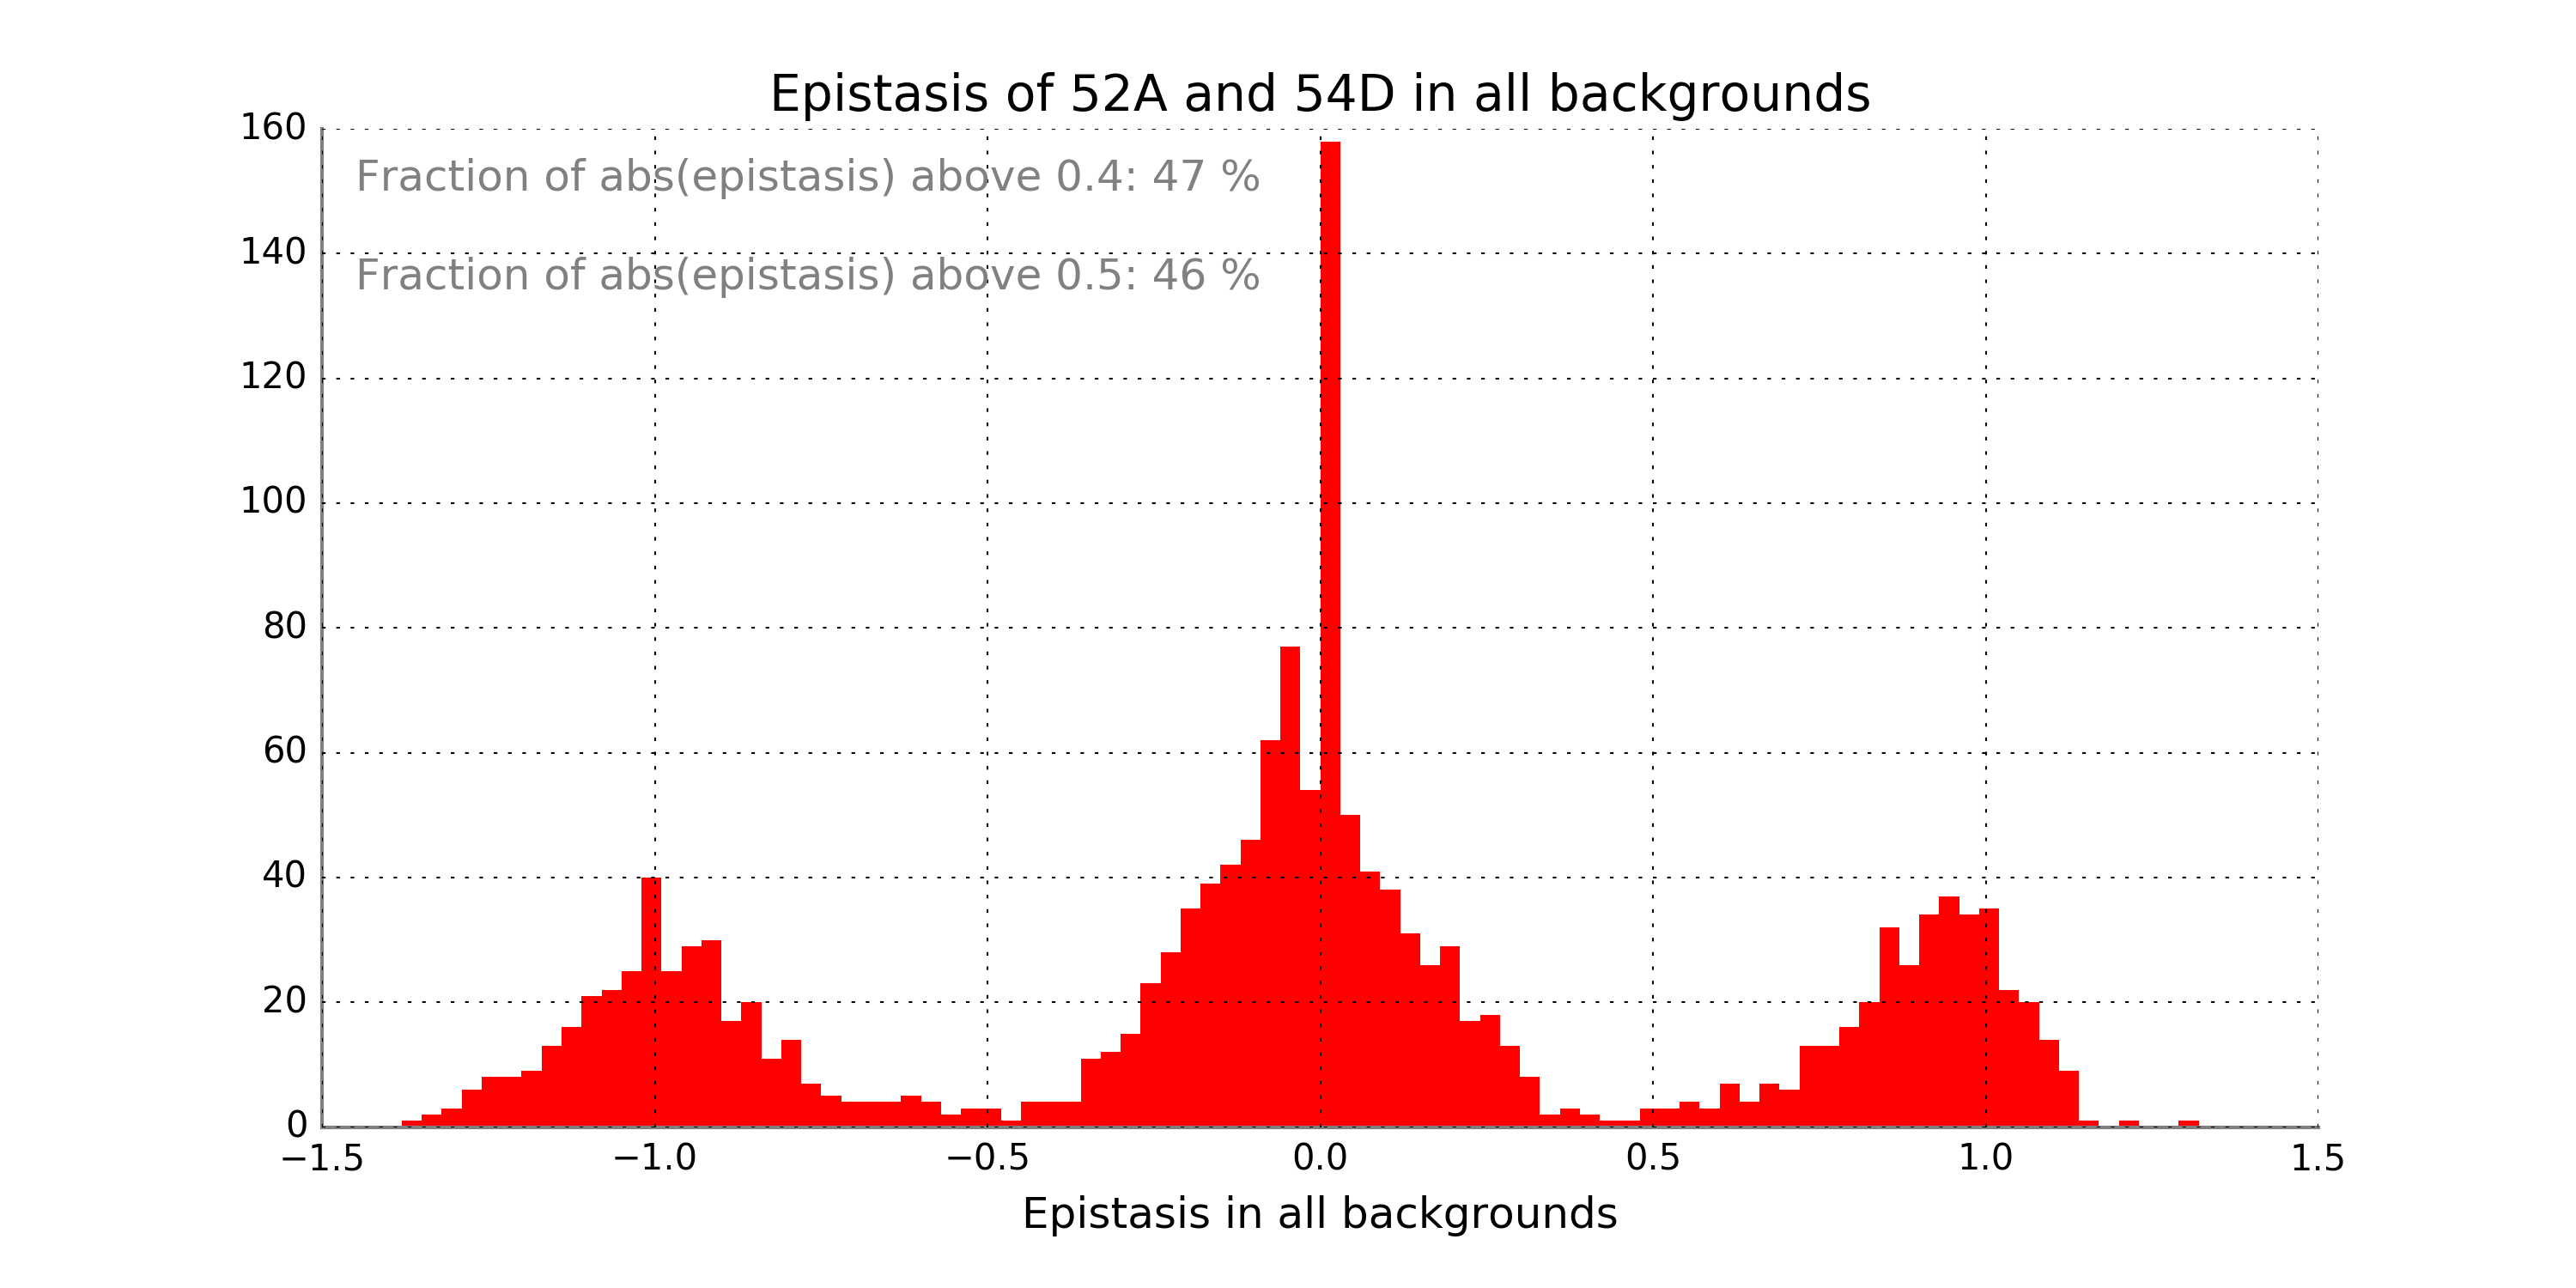 Epistasis of 52A and 54D in all backgrounds
160
Fraction of abs(epistasis) above 0.4: 47 %
140
Fraction of abs(epistasis) above 0.5: 46 %
120
100
80
60
40
20
0
−1.5 −1.0 −0.5 0.0 0.5 1.0 1.5
Epistasis in all backgrounds